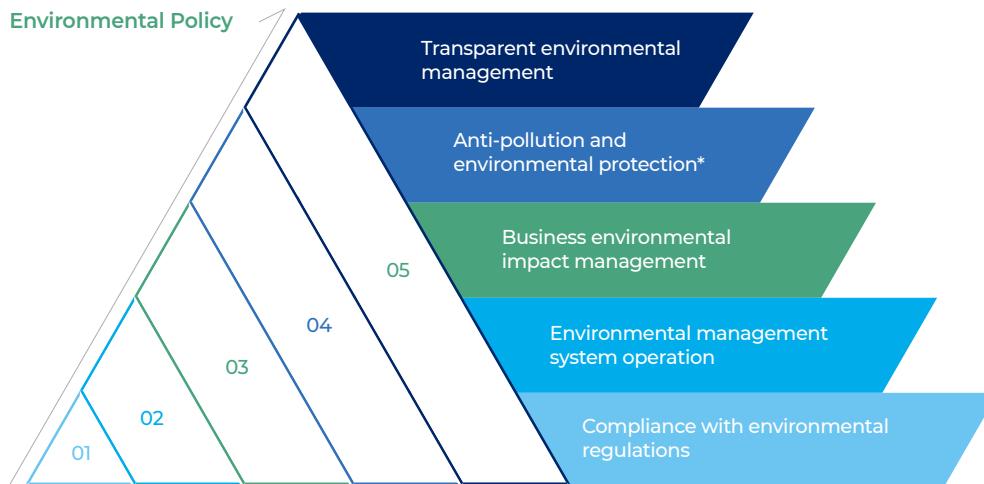 Environmental Policy
Transparent environmental
management
Anti-pollution and
environmental protection*
Business environmental
impact management
05
04
Environmental management
system operation
03
02
Compliance with environmental
regulations
01